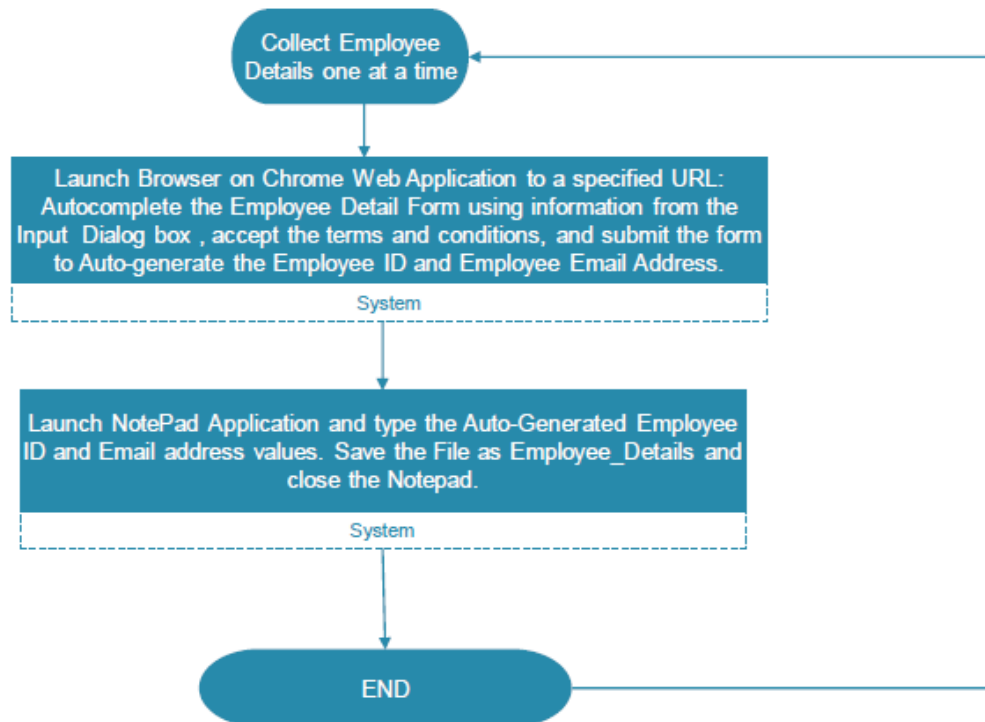 Collect Employee
Details one at a time
Launch Browser on Chrome Web Application to a specified URL:
Autocomplete the Employee Detail Form using information from the
Input Dialog box , accept the terms and conditions, and submit the form
to Auto-generate the Employee ID and Employee Email Address.
System
Launch NotePad Application and type the Auto-Generated Employee
ID and Email address values. Save the File as Employee_Details and
close the Notepad.
System
END